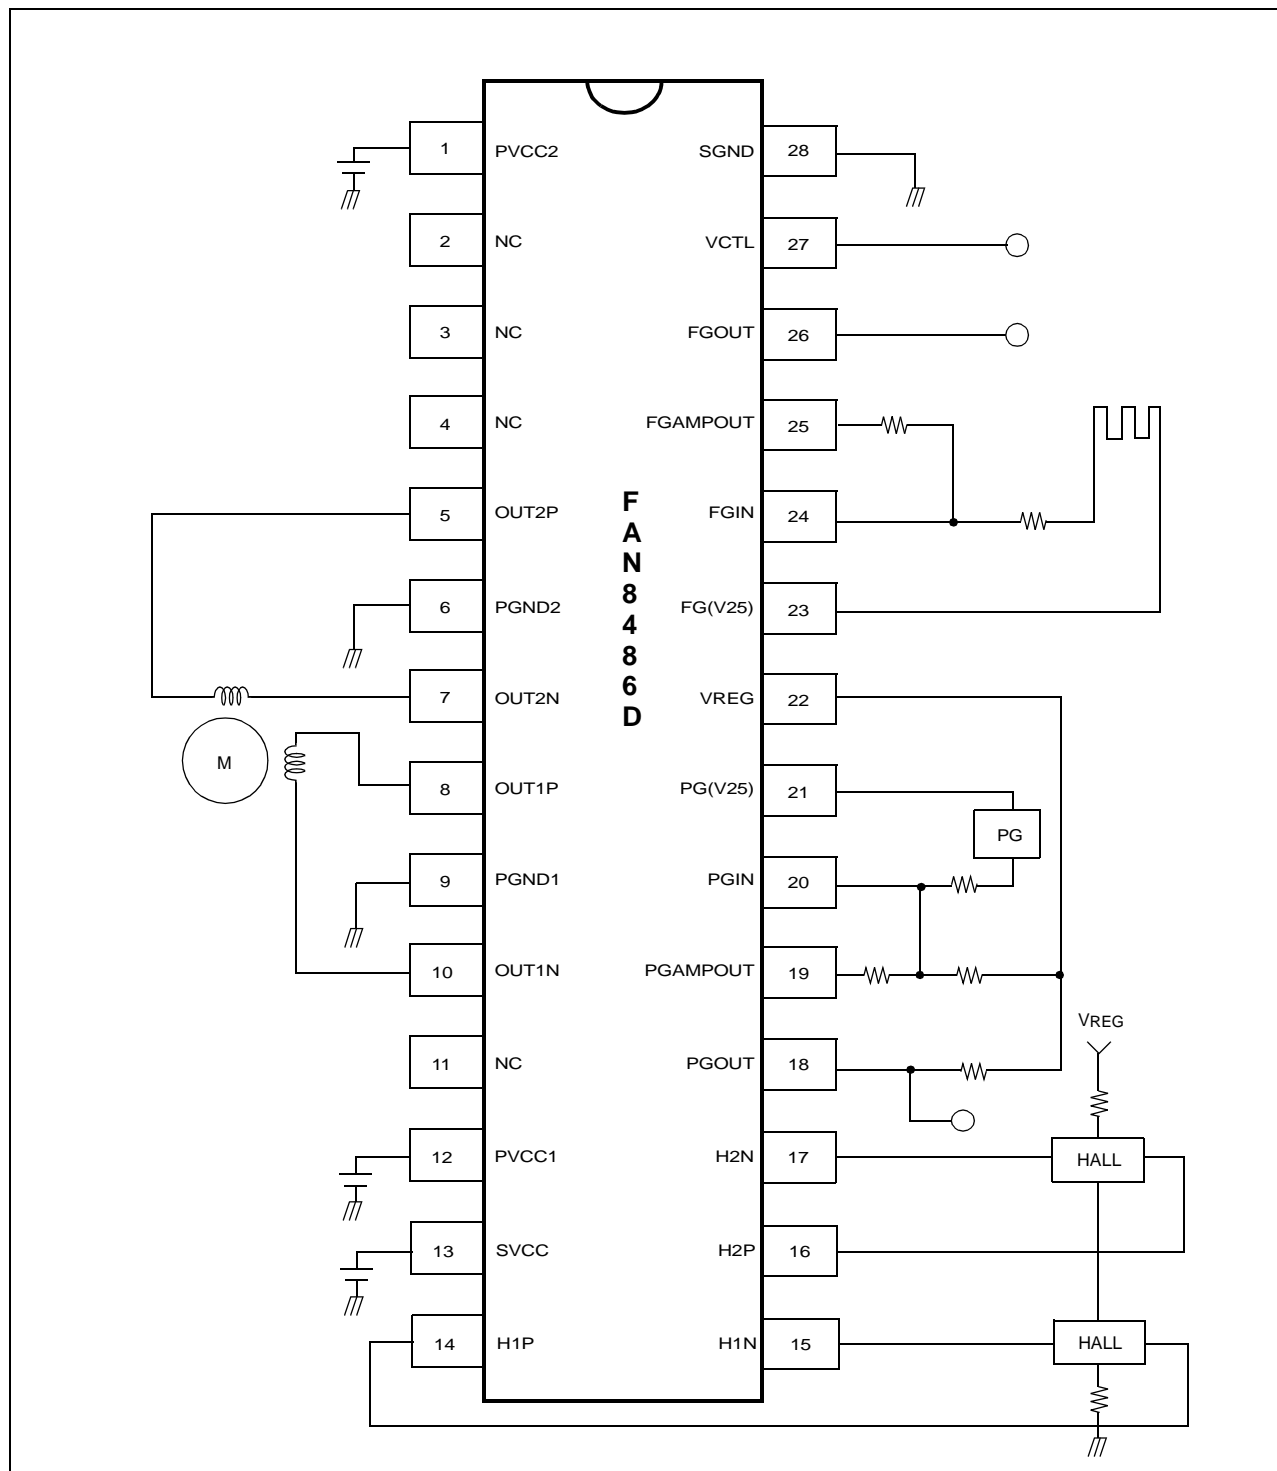 1 PVCC2
2 NC
3 NC
4 NC
5 OUT2P
6 PGND2
7 OUT2N
8 OUT1P
9 PGND1
10 OUT1N
11 NC
12 PVCC1
13 SVCC
14 H1P
M
F
A
N
8
4
8
6
D
SGND 28
VCTL 27
FGOUT 26
FGAMPOUT 25
FGIN 24
FG(V25) 23
VREG 22
PG(V25) 21
PG
PGIN 20
PGAMPOUT 19
PGOUT 18
VREG
H2N 17
HALL
H2P 16
H1N 15
HALL